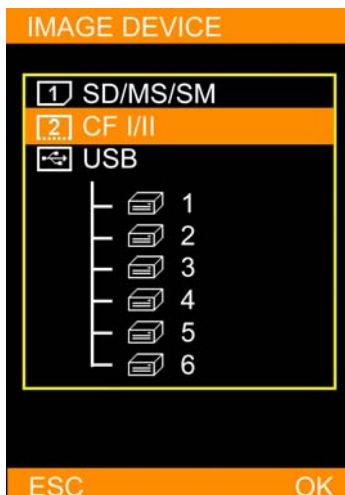 IMAGE DEVICE
1 SD/MS/SM
2 CF I/II
USB
1
2
3
4
5
6
ESC OK